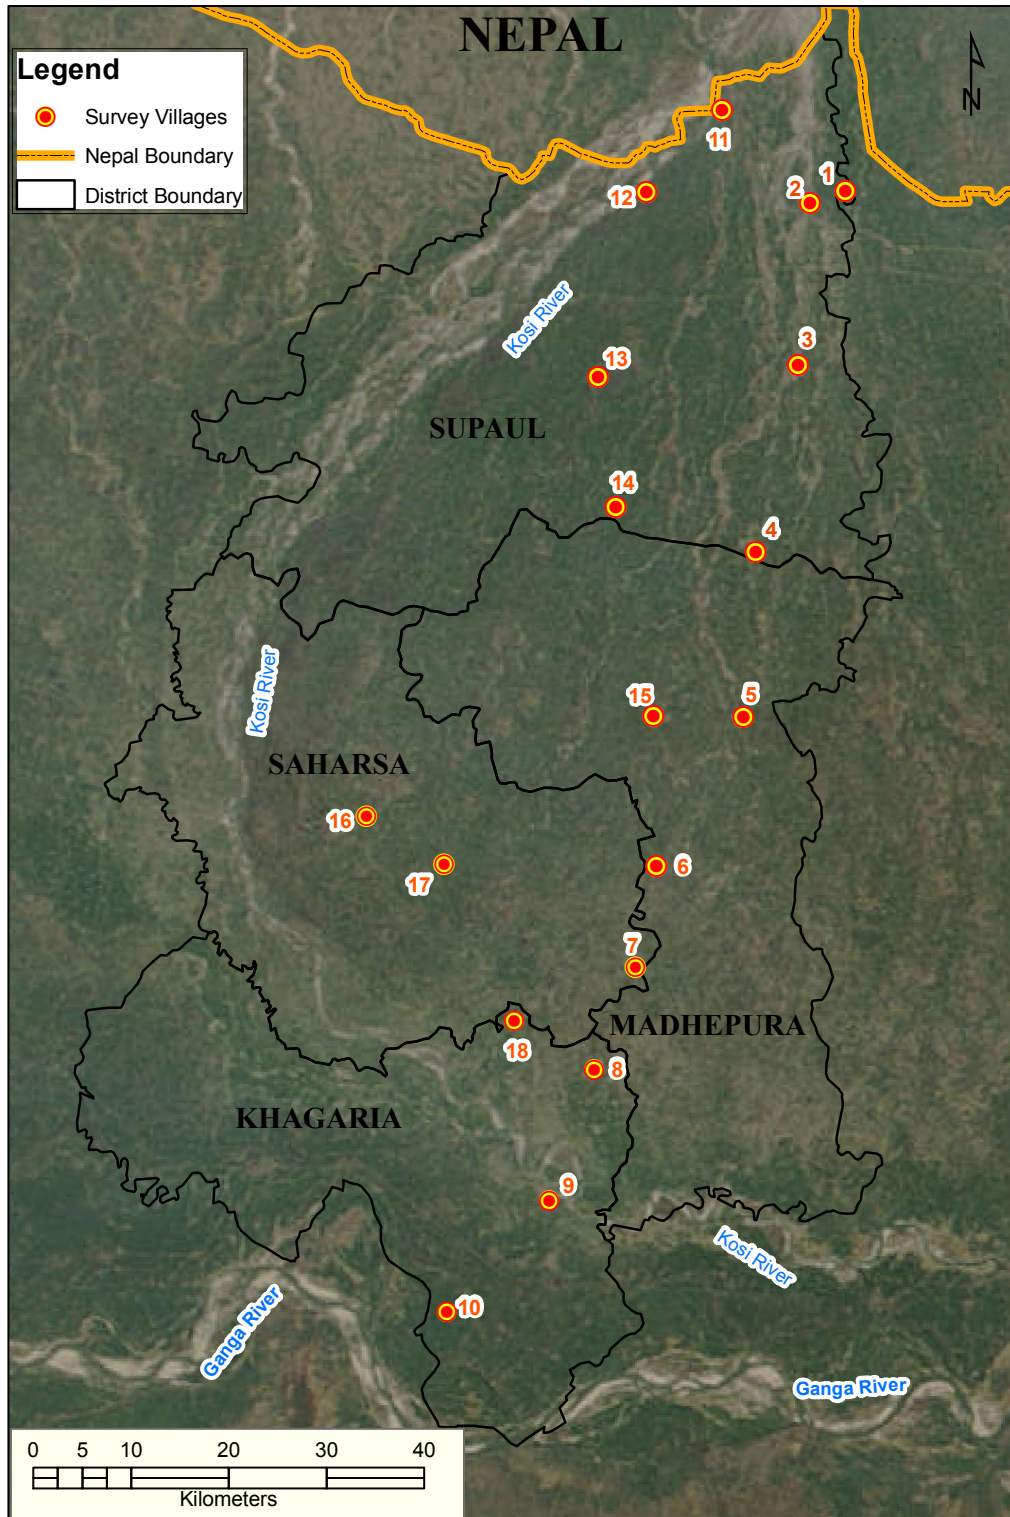 NEPAL
Legend
Survey Villages
Nepal Boundary
District Boundary
N
11
12
2
1
Kosi River
3
13
SUPAUL
14
4
Kosi River
15
5
SAHARSA
16
17
6
7
MADHEPURA
18
8
KHAGARIA
9
Kosi River
10
Ganga River
Ganga River
0 5 10 20 30 40
Kilometers